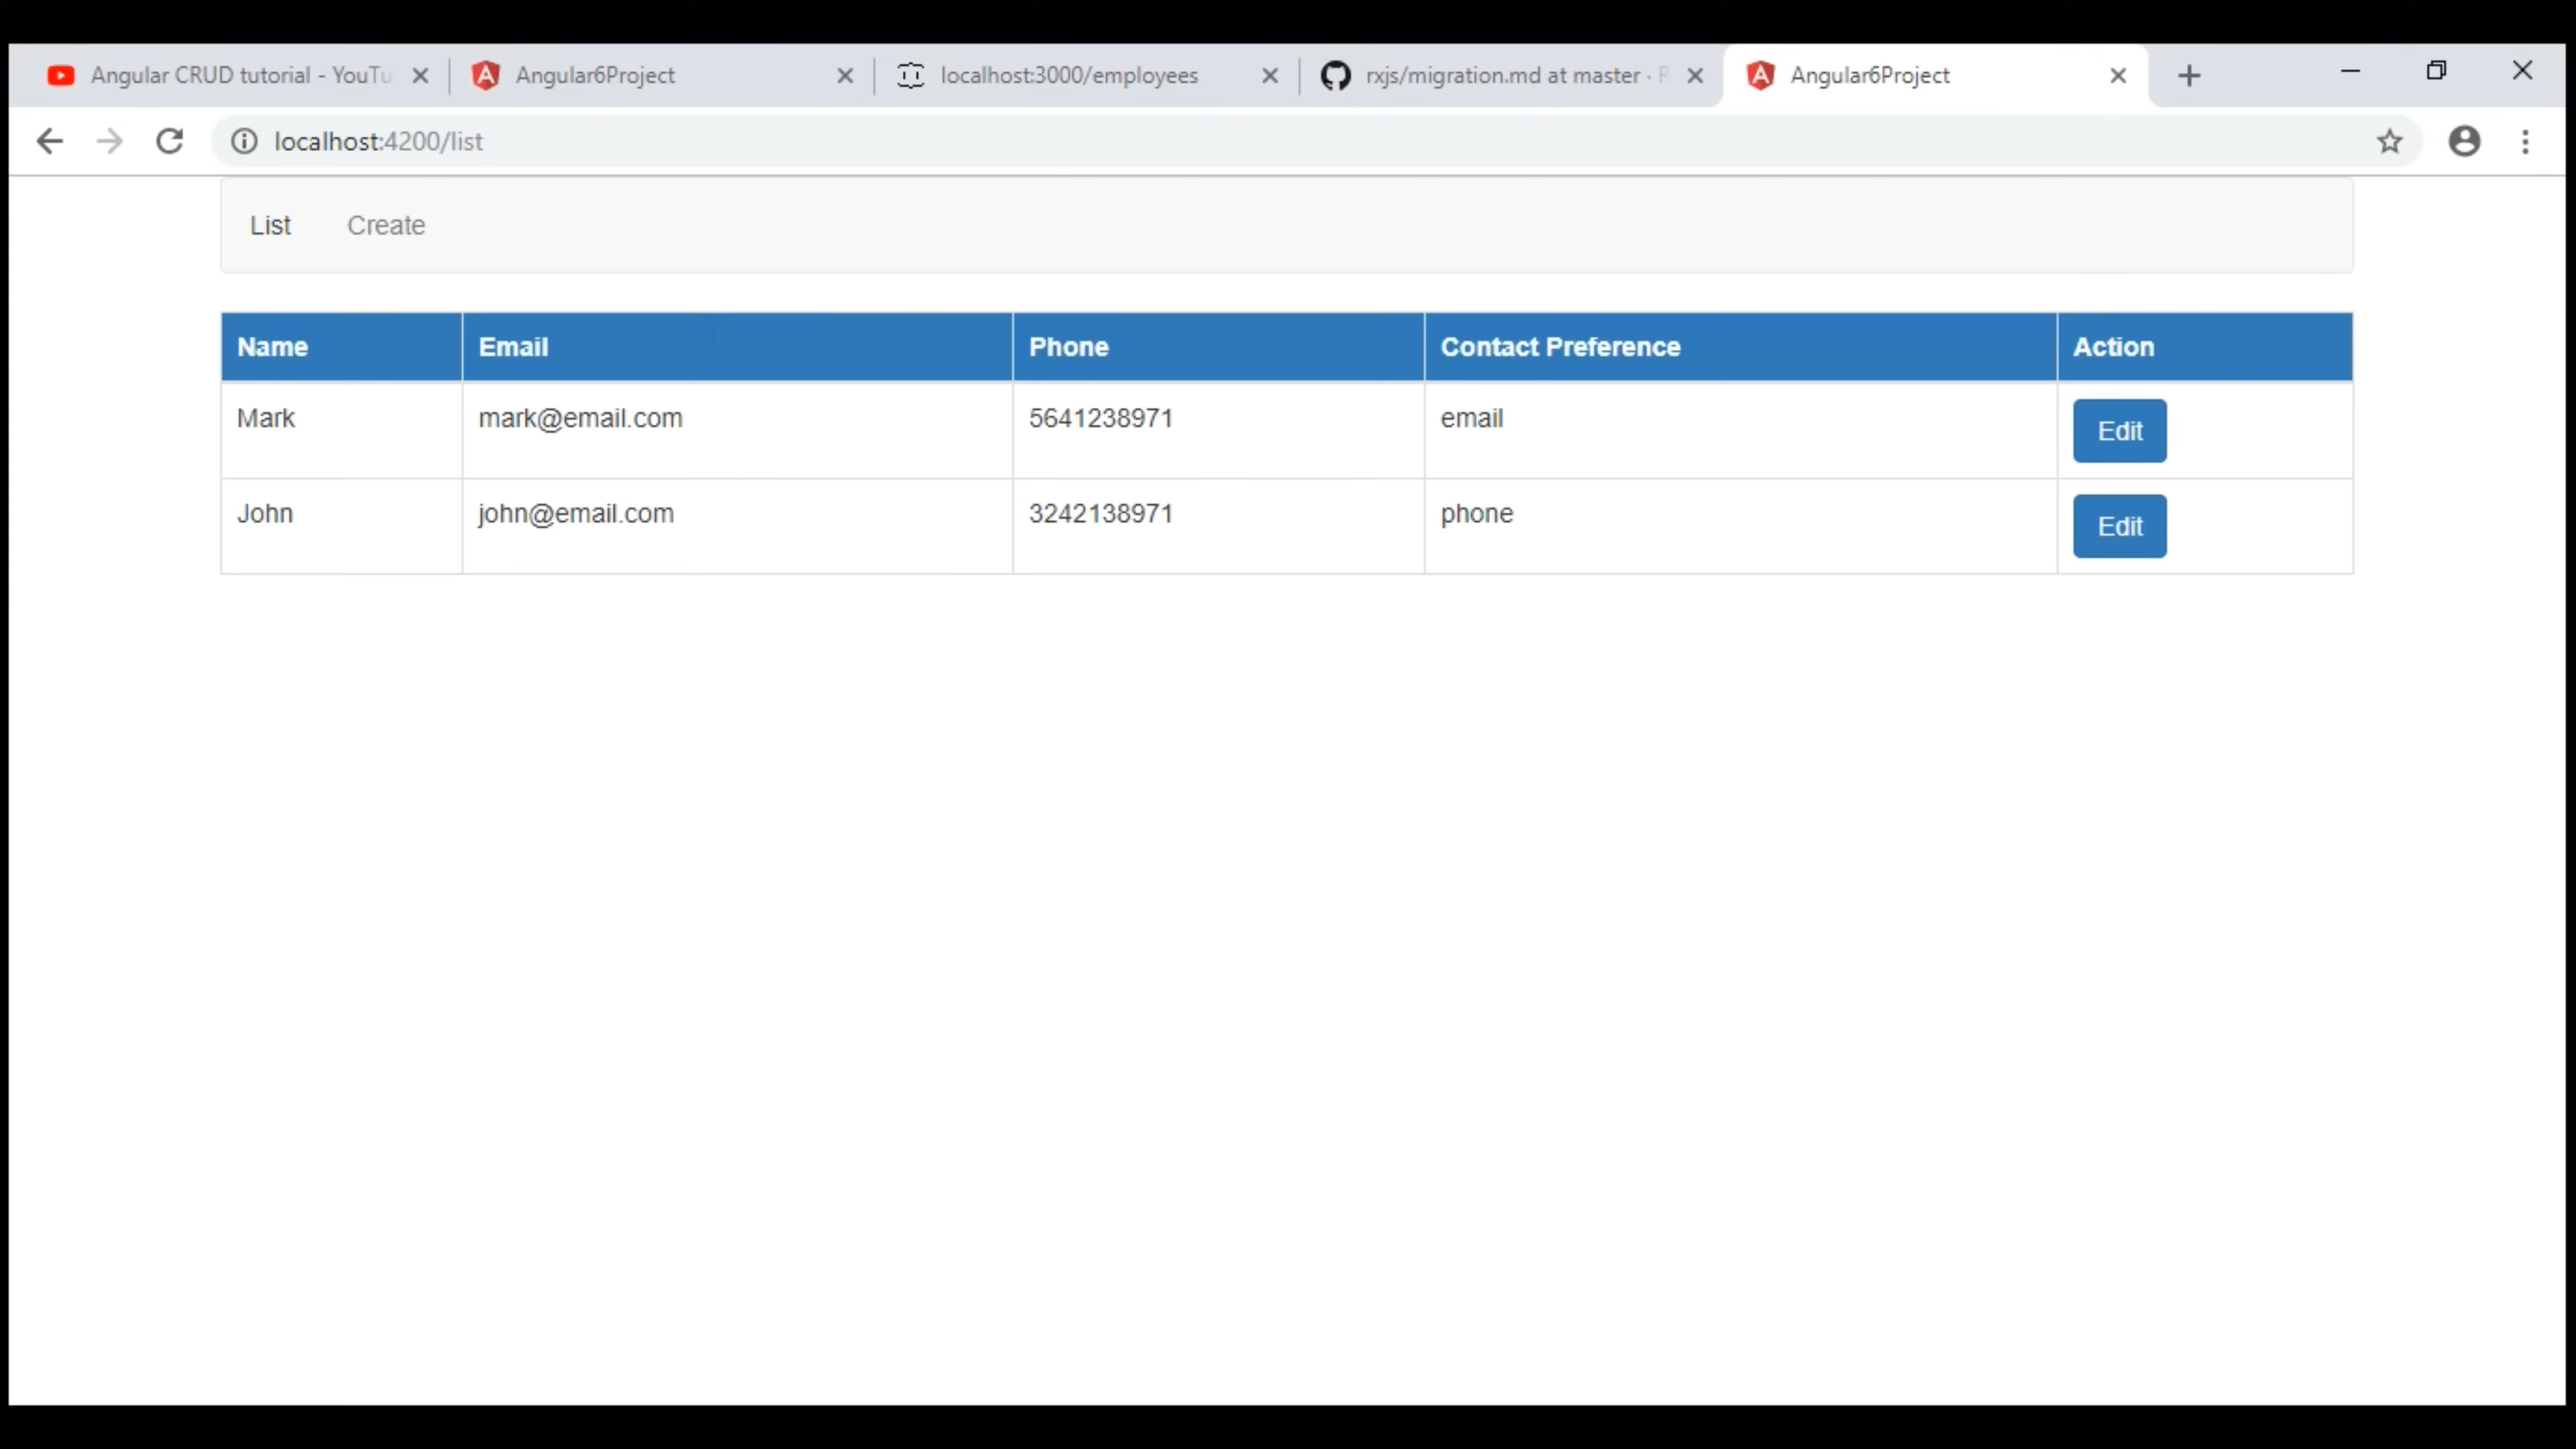 Angular CRUD tutorial - YouTu Angular6Project localhost:3000/employees rxjs/migration.md at master · R Angular6Project
localhost:4200/list
List Create
Name Email Phone Contact Preference Action
Mark mark@email.com 5641238971 email Edit
John john@email.com 3242138971 phone Edit